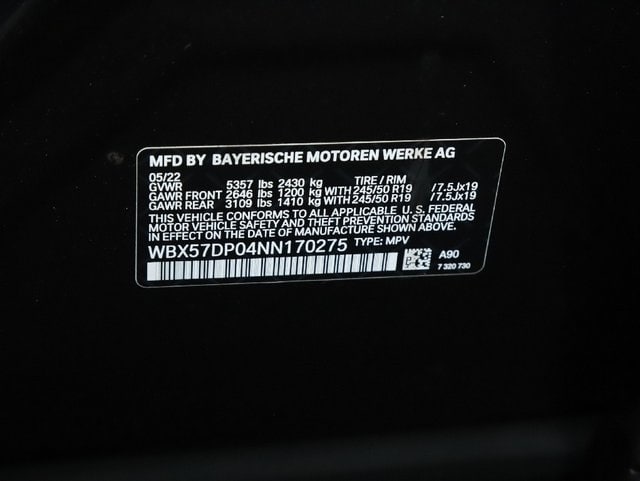 MFD BY BAYERISCHE MOTOREN WERKE AG
05/22 TIRE / RIM
GVWR 5357 lbs 2430 kg
GAWR FRONT 2646 lbs 1200 kg WITH 245/50 R19 /7.5Jx19
GAWR REAR 3109 lbs 1410 kg WITH 245/50 R19 /7.5Jx19
THIS VEHICLE CONFORMS TO ALL APPLICABLE U. S. FEDERAL
MOTOR VEHICLE SAFETY AND THEFT PREVENTION STANDARDS
IN EFFECT ON THE DATE OF MANUFACTURE SHOWN ABOVE.
WBX57DP04NN170275 TYPE: MPV
A90
7 320 730